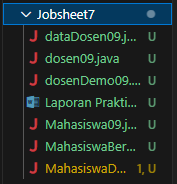 Jobsheet7
dataDosen09.j... U
dosen09.java U
dosenDemo09.... U
Laporan Prakti... U
Mahasiswa09.j... U
MahasiswaBer... U
MahasiswaD... 1, U